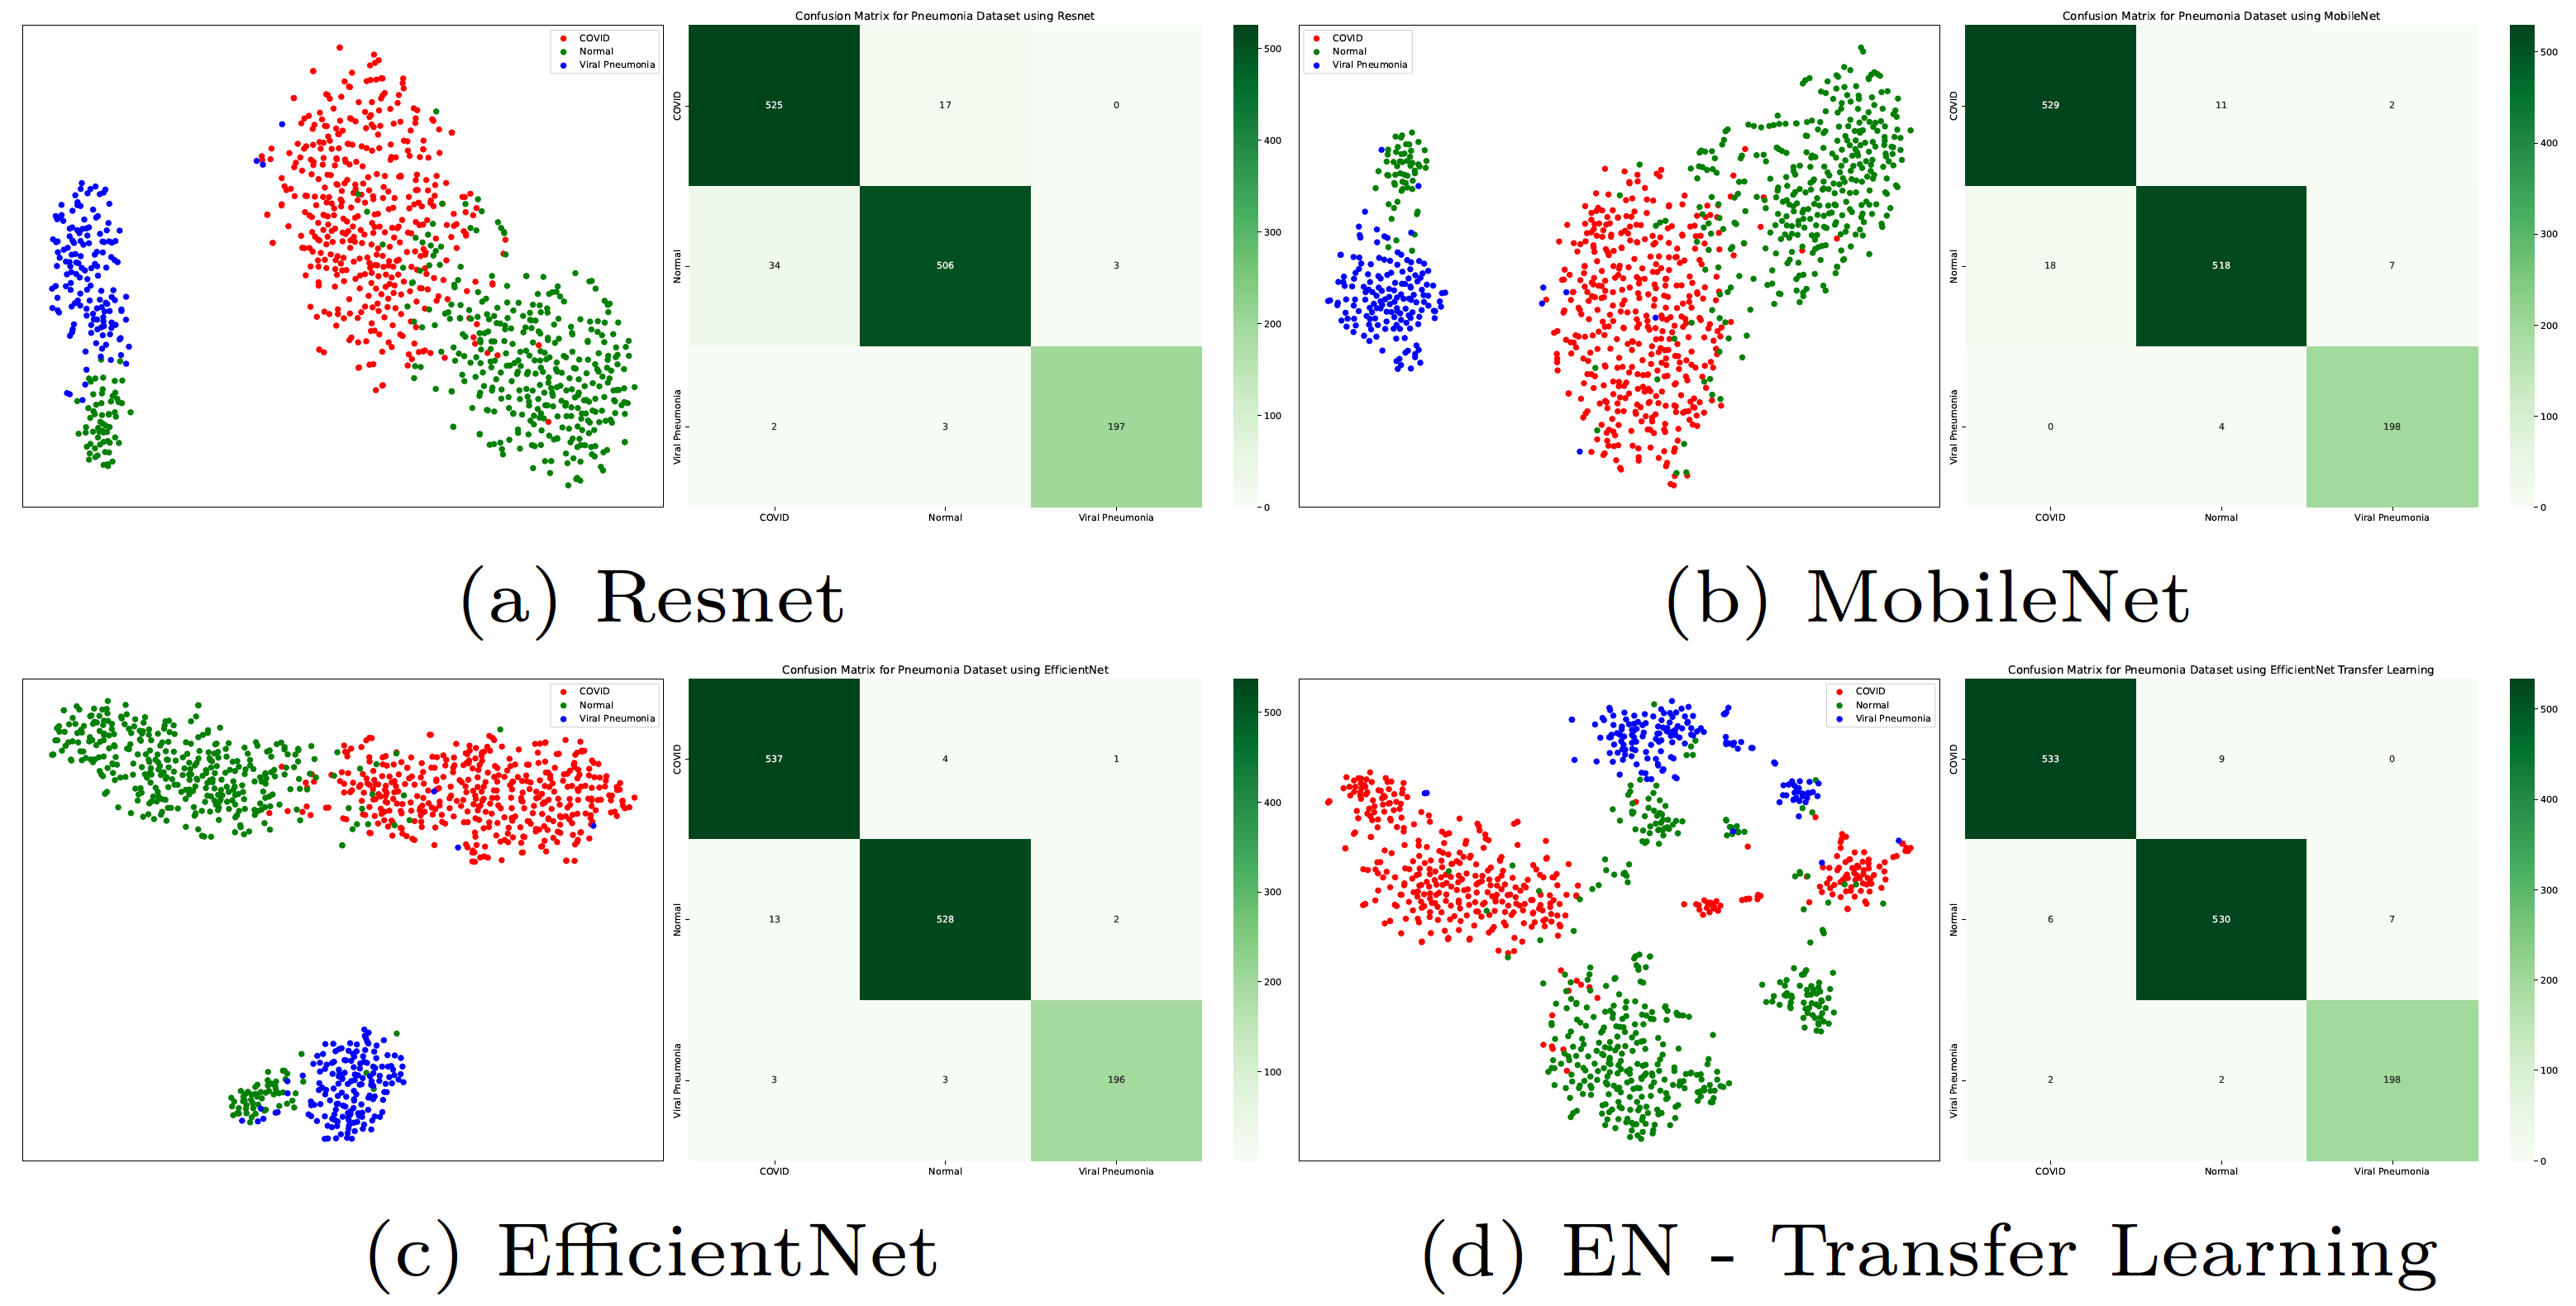 Confusion Matrix for Pneumonia Dataset using Resnet
COVID
Normal
Viral Pneumonia
COVID
525
17
0
Normal
34
506
3
Viral Pneumonia
2
3
197
COVID
Normal
Viral Pneumonia
500
400
300
200
100
0
(a) Resnet
Confusion Matrix for Pneumonia Dataset using MobileNet
COVID
Normal
Viral Pneumonia
COVID
529
11
2
Normal
18
518
7
Viral Pneumonia
0
4
198
COVID
Normal
Viral Pneumonia
500
400
300
200
100
0
(b) MobileNet
Confusion Matrix for Pneumonia Dataset using EfficientNet
COVID
Normal
Viral Pneumonia
COVID
537
4
1
Normal
13
528
2
Viral Pneumonia
3
3
196
COVID
Normal
Viral Pneumonia
500
400
300
200
100
(c) EfficientNet
Confusion Matrix for Pneumonia Dataset using EfficientNet Transfer Learning
COVID
Normal
Viral Pneumonia
COVID
533
9
0
Normal
6
530
7
Viral Pneumonia
2
2
198
COVID
Normal
Viral Pneumonia
500
400
300
200
100
0
(d) EN - Transfer Learning